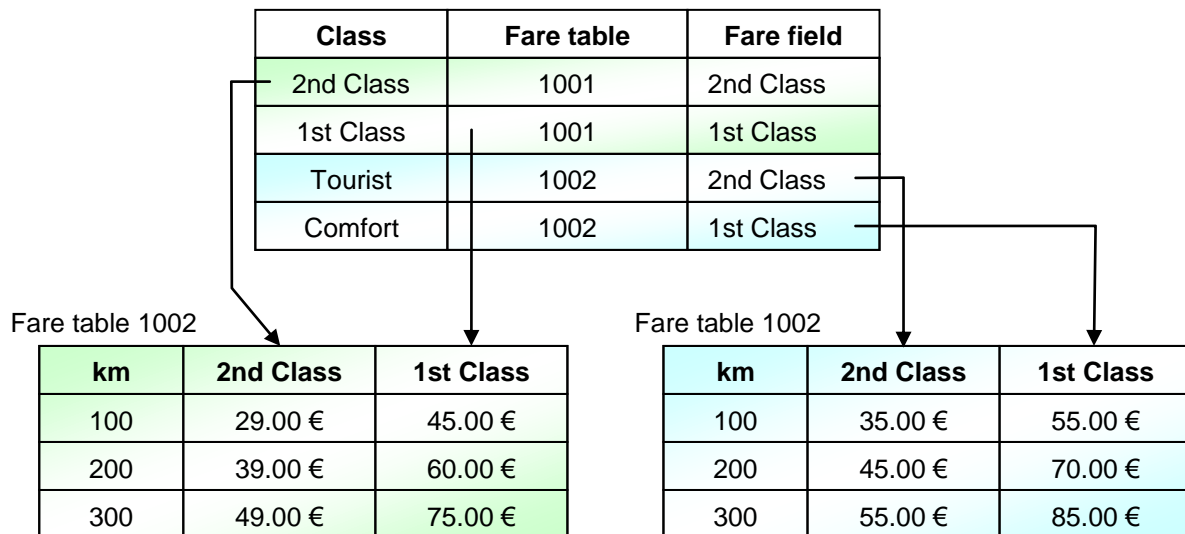 Class Fare table Fare field
2nd Class 1001 2nd Class
1st Class 1001 1st Class
Tourist 1002 2nd Class
Comfort 1002 1st Class
Fare table 1002
km 2nd Class 1st Class
100 29.00 € 45.00 €
200 39.00 € 60.00 €
300 49.00 € 75.00 €
Fare table 1002
km 2nd Class 1st Class
100 35.00 € 55.00 €
200 45.00 € 70.00 €
300 55.00 € 85.00 €